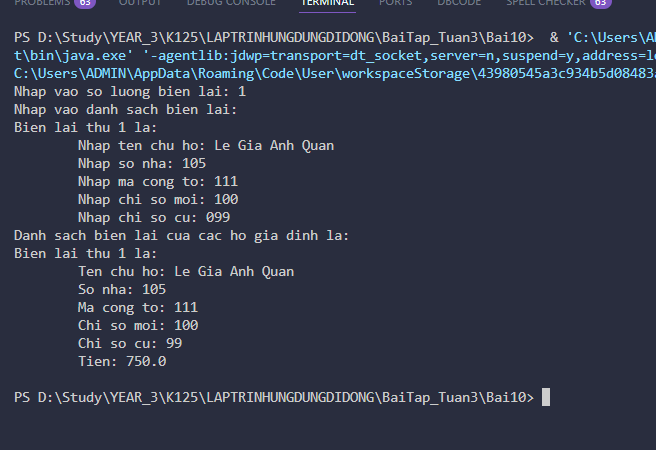 PROBLEMS 63 OUTPUT DEBUG CONSOLE TERMINAL PORTS DBCODE SPELL CHECKER 63
PS D:\Study\YEAR_3\K125\LAPTRINHUNGDUNGDIDONG\BaiTap_Tuan3\Bai10> & 'C:\Users\A
t\bin\java.exe' '-agentlib:jdwp=transport=dt_socket,server=n,suspend=y,address=l
C:\Users\ADMIN\AppData\Roaming\Code\User\workspaceStorage\43980545a3c934b5d08483
Nhap vao so luong bien lai: 1
Nhap vao danh sach bien lai:
Bien lai thu 1 la:
Nhap ten chu ho: Le Gia Anh Quan
Nhap so nha: 105
Nhap ma cong to: 111
Nhap chi so moi: 100
Nhap chi so cu: 099
Danh sach bien lai cua cac ho gia dinh la:
Bien lai thu 1 la:
Ten chu ho: Le Gia Anh Quan
So nha: 105
Ma cong to: 111
Chi so moi: 100
Chi so cu: 99
Tien: 750.0
PS D:\Study\YEAR_3\K125\LAPTRINHUNGDUNGDIDONG\BaiTap_Tuan3\Bai10>